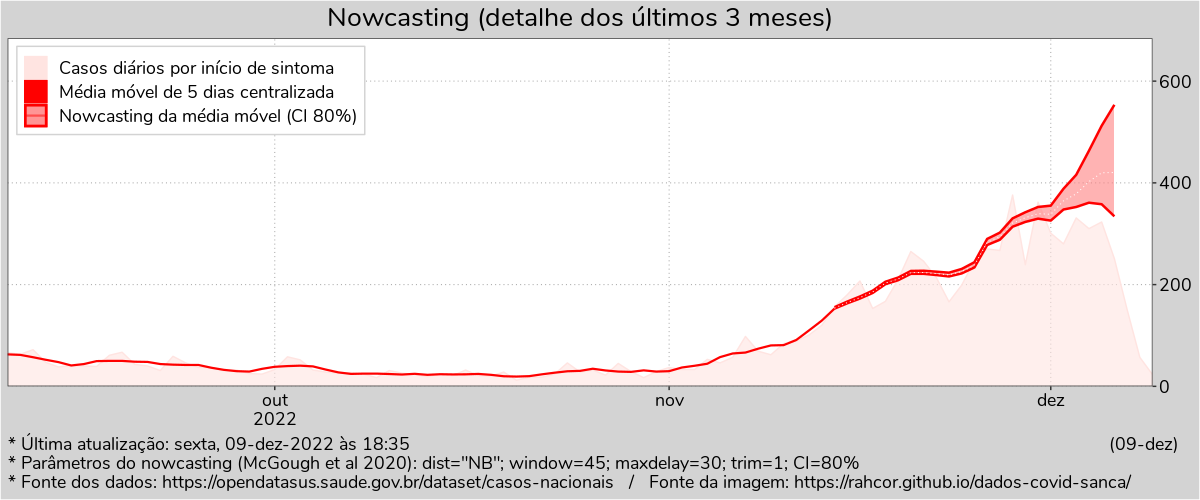 Nowcasting (detalhe dos últimos 3 meses)
Casos diários por início de sintoma
Média móvel de 5 dias centralizada
Nowcasting da média móvel (CI 80%)
600
400
200
0
out
2022
nov
dez
* Última atualização: sexta, 09-dez-2022 às 18:35
(09-dez)
* Parâmetros do nowcasting (McGough et al 2020): dist="NB"; window=45; maxdelay=30; trim=1; CI=80%
* Fonte dos dados: https://opendatasus.saude.gov.br/dataset/casos-nacionais / Fonte da imagem: https://rahcor.github.io/dados-covid-sanca/